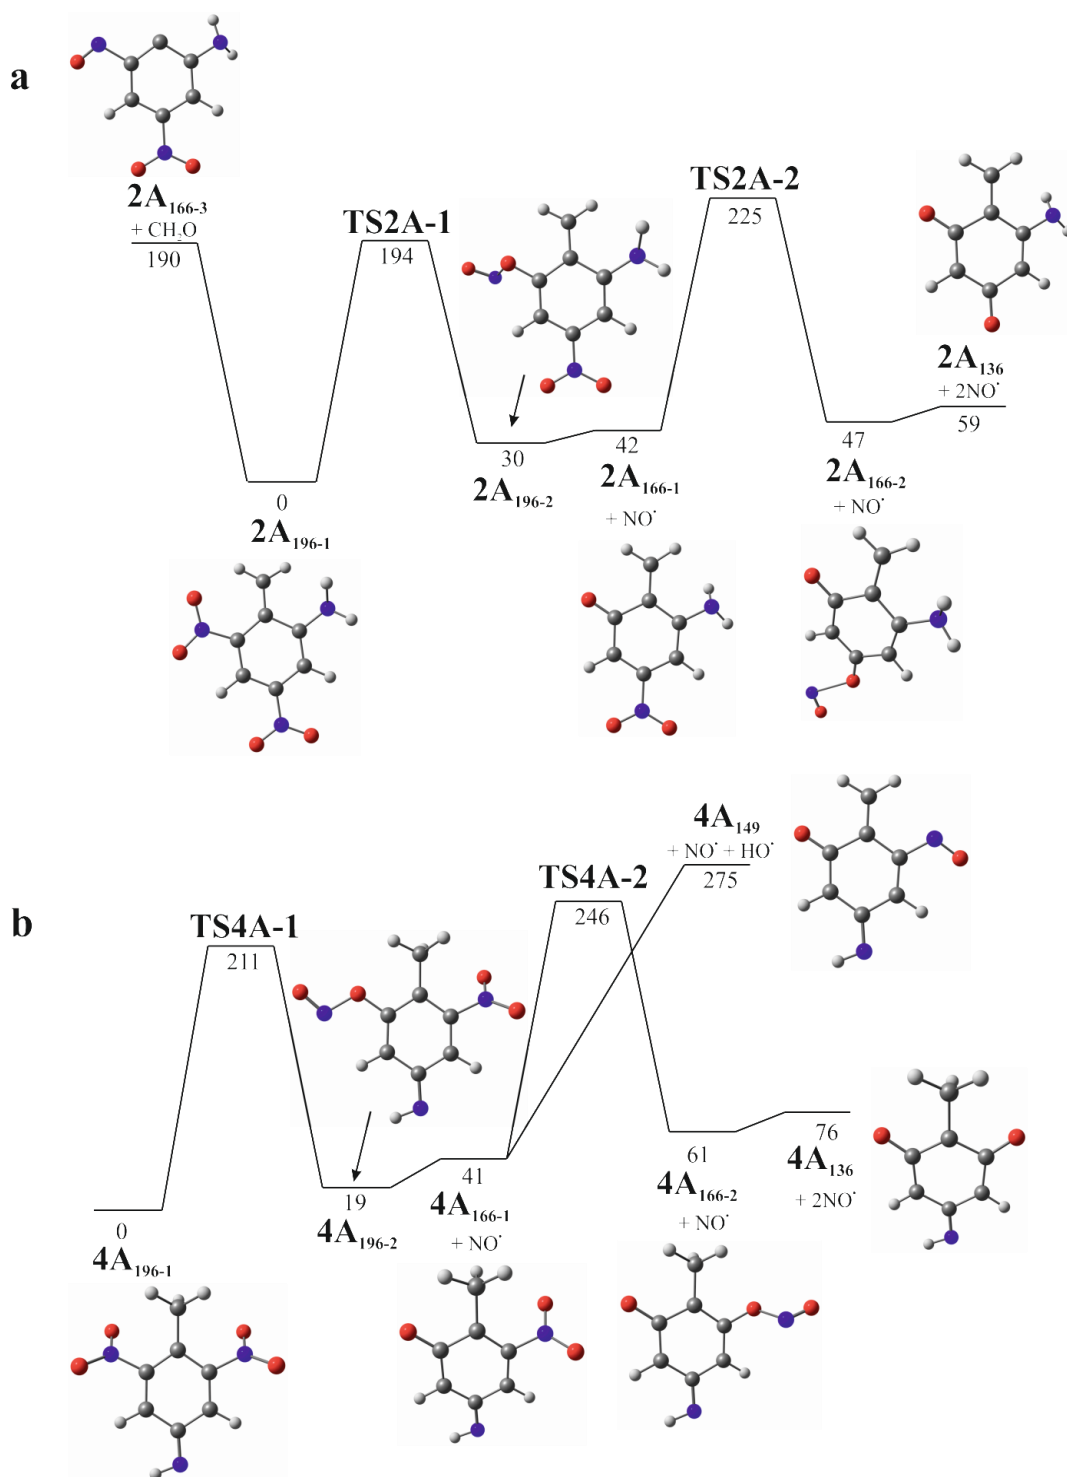 a
2A166-3
+ CH2O
190
TS2A-1
194
TS2A-2
225
2A136
+ 2NO·
59
30
2A196-2
42
2A166-1
+ NO·
47
2A166-2
+ NO·
0
2A196-1
b
4A149
+ NO· + HO·
275
TS4A-2
246
TS4A-1
211
0
4A196-1
19
4A196-2
41
4A166-1
+ NO·
61
4A166-2
+ NO·
76
4A136
+ 2NO·